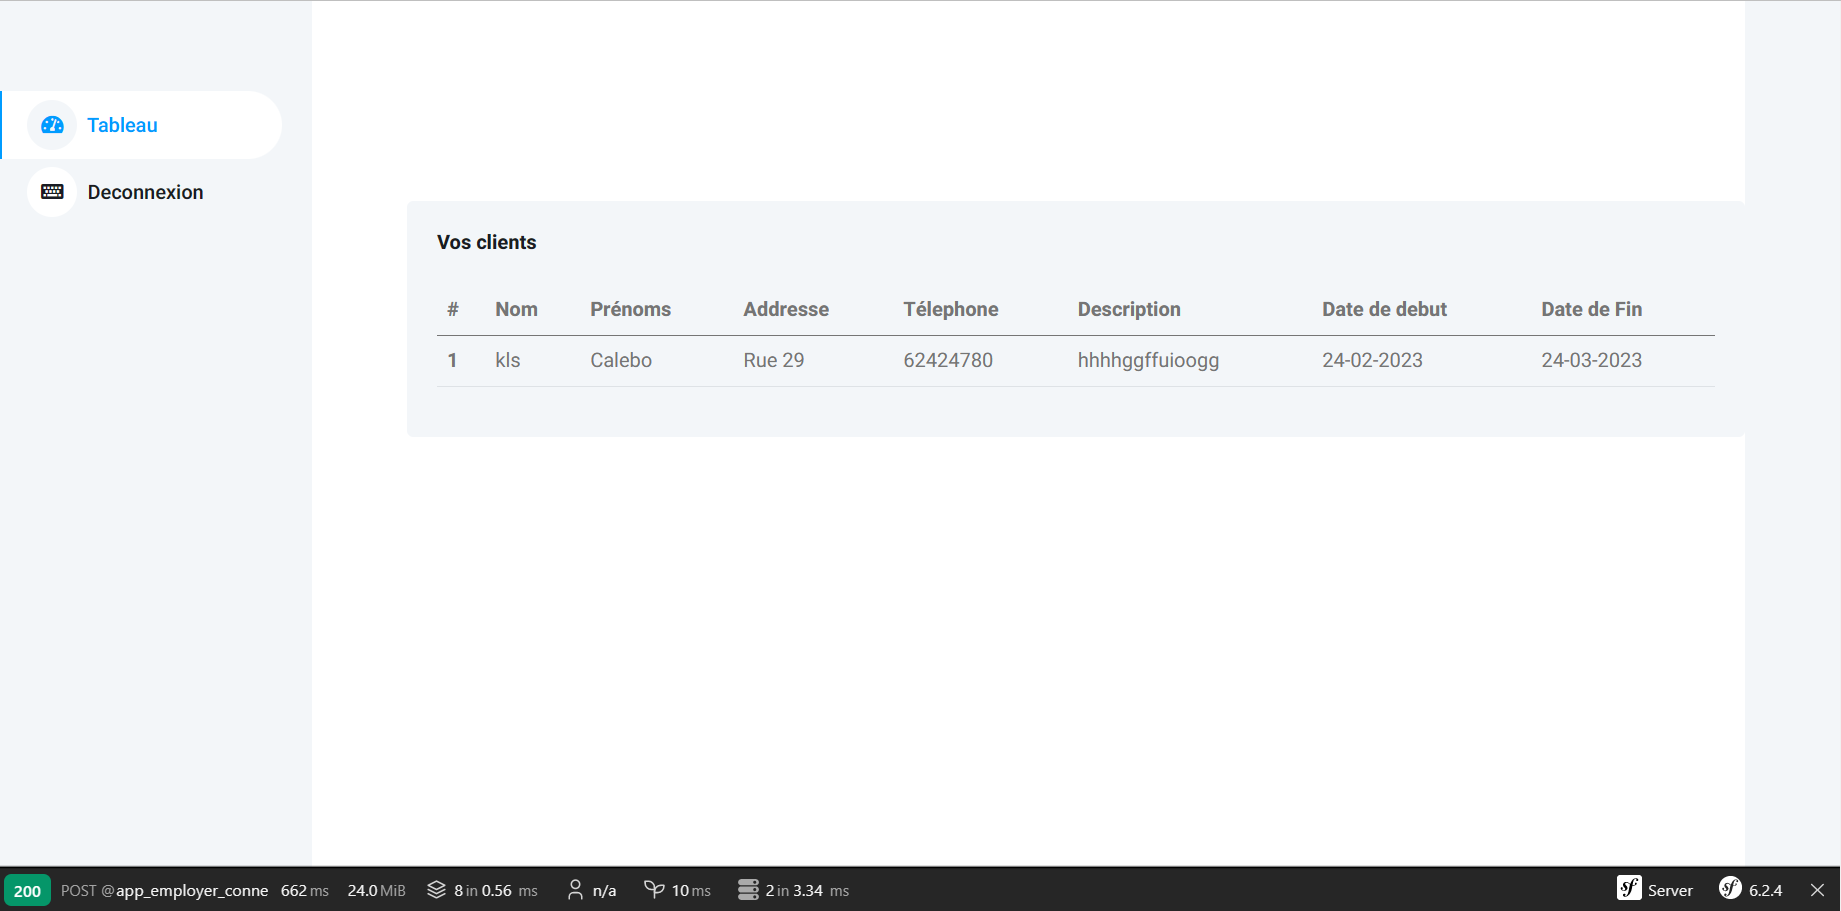 Tableau
Deconnexion
Vos clients
# Nom Prénoms Addresse Télephone Description Date de debut Date de Fin
1 kls Calebo Rue 29 62424780 hhhhggffuioogg 24-02-2023 24-03-2023
200 POST @app_employer_conne 662 ms 24.0 MiB 8 in 0.56 ms n/a 10 ms 2 in 3.34 ms sf Server sf 6.2.4